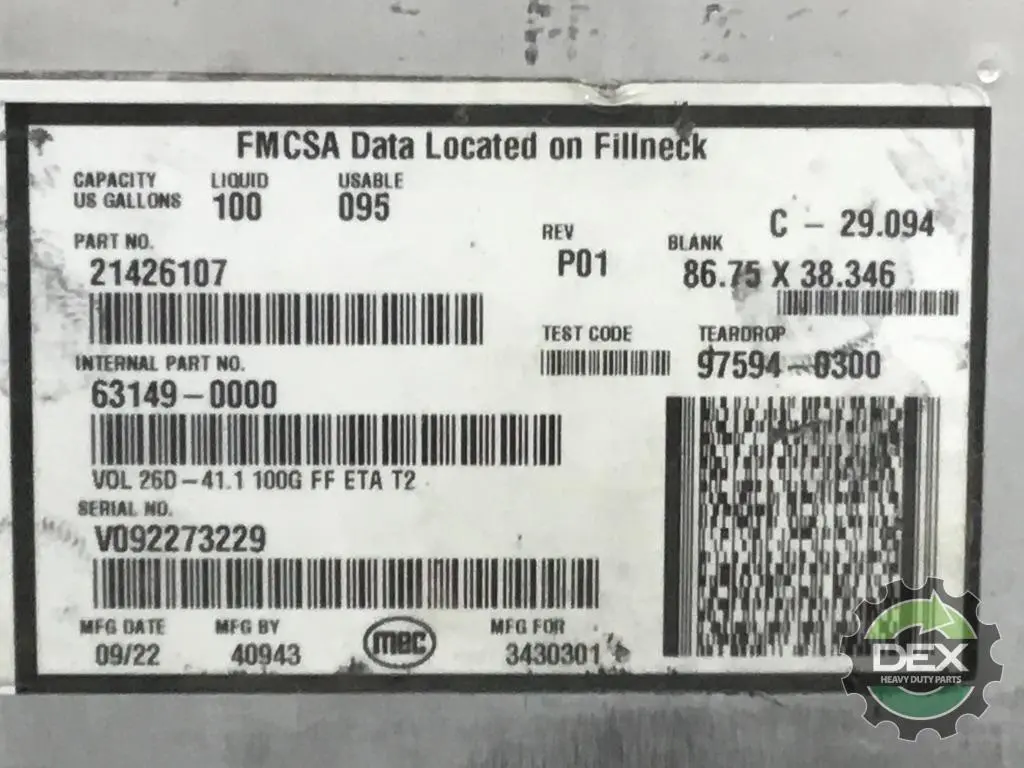 FMCSA Data Located on Fillneck
CAPACITY
US GALLONS
LIQUID
100
USABLE
095
PART NO.
21426107
REV
P01
C - 29.094
BLANK
86.75 X 38.346
TEST CODE
TEARDROP
97594-0300
INTERNAL PART NO.
63149-0000
VOL 26D-41.1 100G FF ETA T2
SERIAL NO.
V092273229
MFG DATE
09/22
MFG BY
40943
mec
MFG FOR
3430301
DEX
HEAVY DUTY PARTS